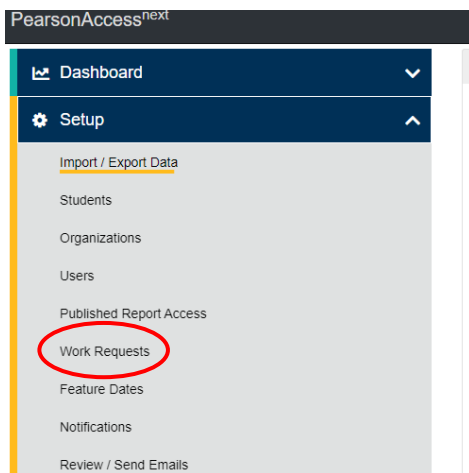 PearsonAccessnext
Dashboard
Setup
Import / Export Data
Students
Organizations
Users
Published Report Access
Work Requests
Feature Dates
Notifications
Review / Send Emails